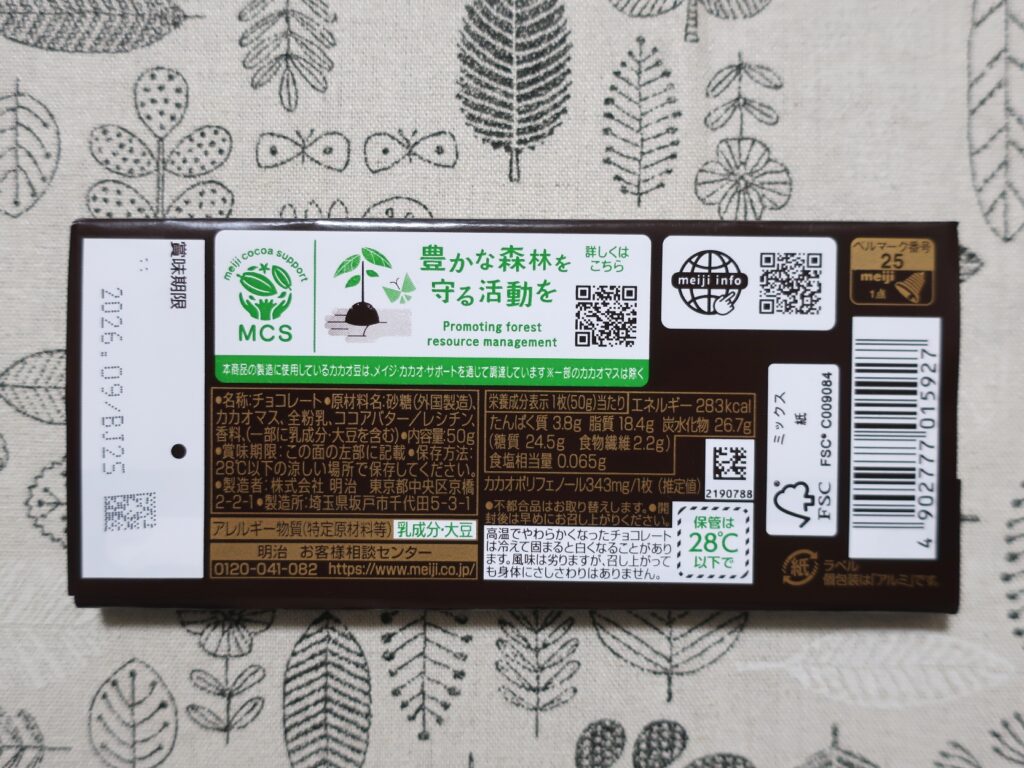 賞味期限
2026.09/BJ2S
meiji cocoa support
MCS
豊かな森林を
守る活動を
Promoting forest
resource management
詳しくは
こちら
本商品の製造に使用しているカカオ豆は、メイジ・カカオ・サポートを通じて調達しています※一部のカカオマスは除く
●名称:チョコレート●原材料名:砂糖(外国製造)、
カカオマス、全粉乳、ココアバター/レシチン、
香料、(一部に乳成分・大豆を含む)●内容量:50g
●賞味期限:この面の左部に記載●保存方法:
28℃以下の涼しい場所で保存してください。
●製造者:株式会社 明治 東京都中央区京橋
2-2-1●製造所:埼玉県坂戸市千代田5-3-1
アレルギー物質(特定原材料等) 乳成分・大豆
明治 お客様相談センター
0120-041-082 https://www.meiji.co.jp/
栄養成分表示1枚(50g)当たり エネルギー 283kcal
たんぱく質 3.8g 脂質 18.4g 炭水化物 26.7g
(糖質 24.5g 食物繊維 2.2g)
食塩相当量 0.065g
カカオポリフェノール343mg/1枚(推定値)
2190788
●不都合品はお取り替えします。●開
封後は早めにお召し上がりください。
高温でやわらかくなったチョコレート
は冷えて固まると白くなることがあり
ます。風味は劣りますが、召し上がって
も身体にさしさわりはありません。
保管は
28℃
以下で
meiji info
ベルマーク番号
25
meiji
1点
ミックス
紙
FSC® C009084
FSC
4 902777 015927
紙
ラベル
個包装は「アルミ」です。